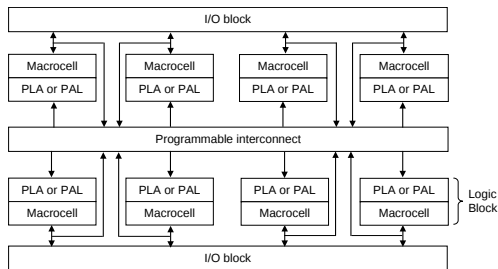 I/O block
Macrocell Macrocell Macrocell Macrocell
PLA or PAL PLA or PAL PLA or PAL PLA or PAL
Programmable interconnect
PLA or PAL PLA or PAL PLA or PAL PLA or PAL
Macrocell Macrocell Macrocell Macrocell
Logic
Block
I/O block